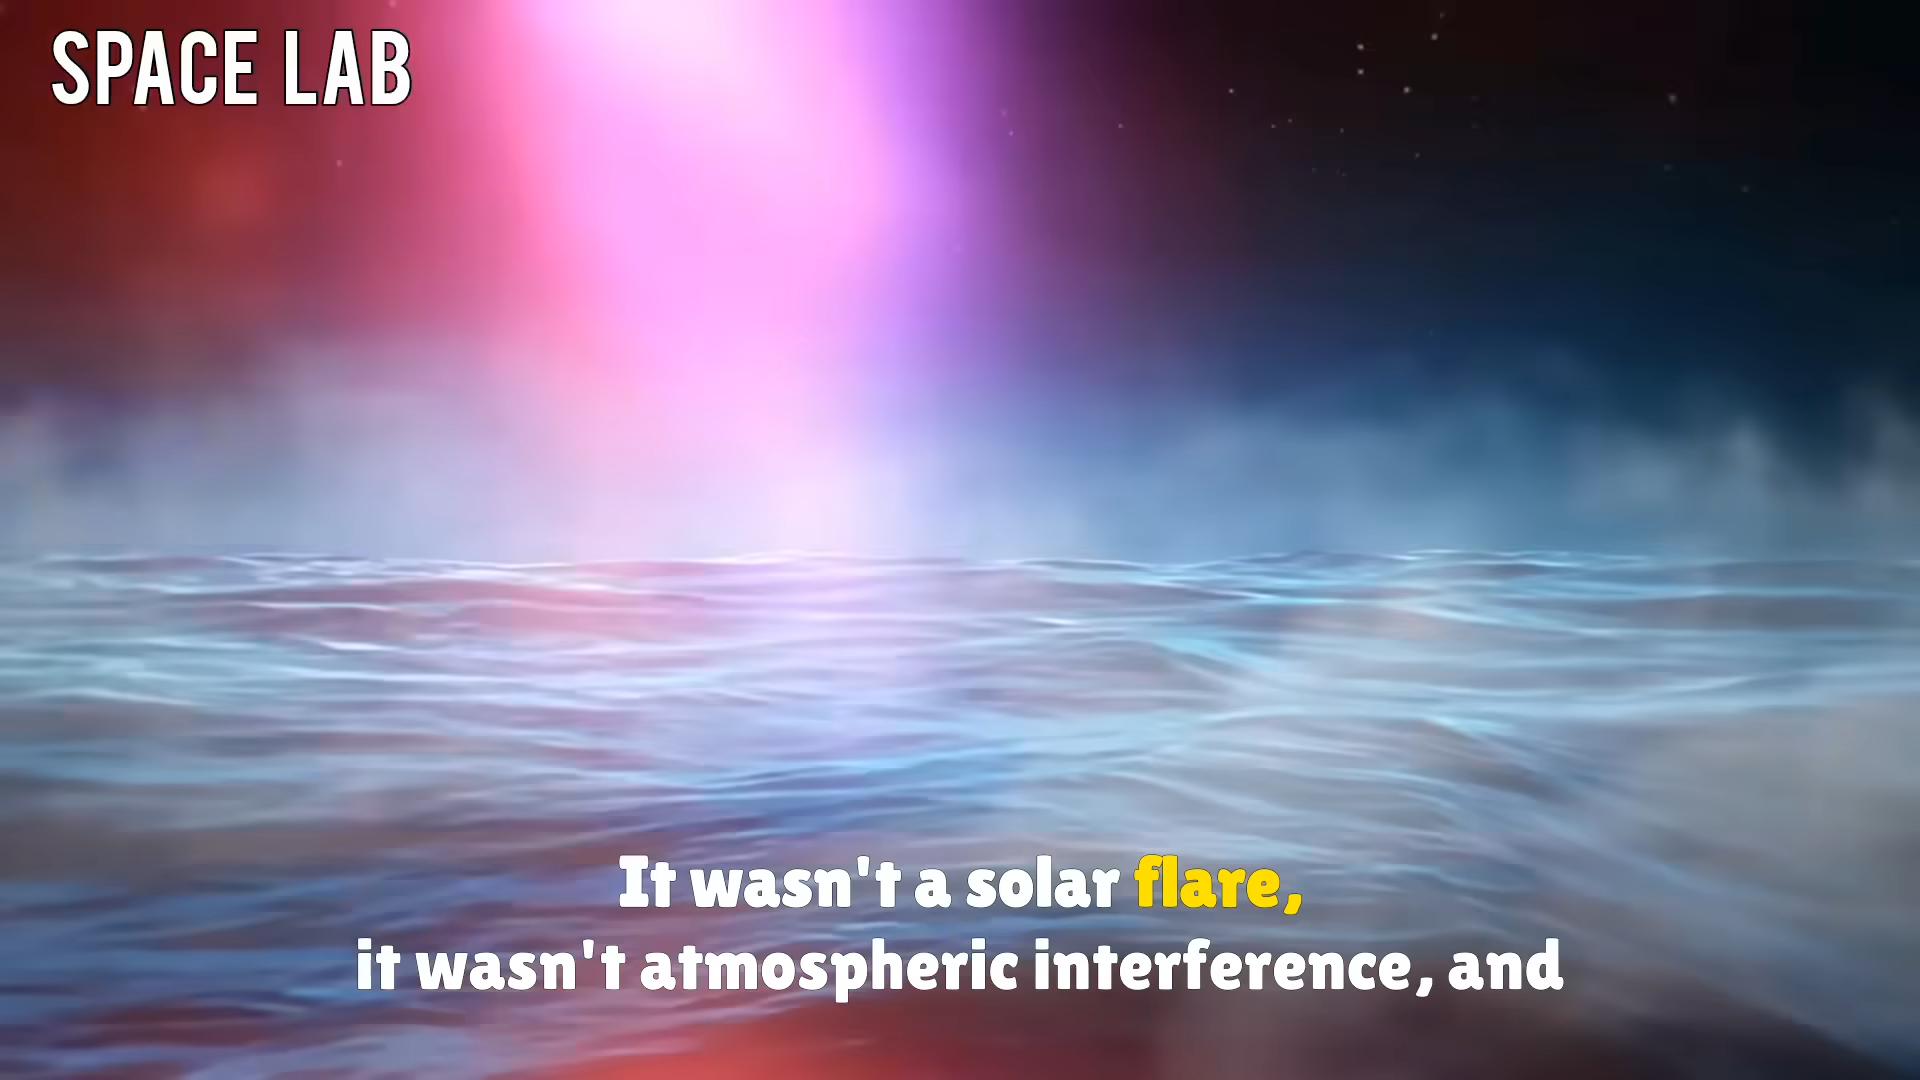 SPACE LAB
It wasn't a solar flare,
it wasn't atmospheric interference, and